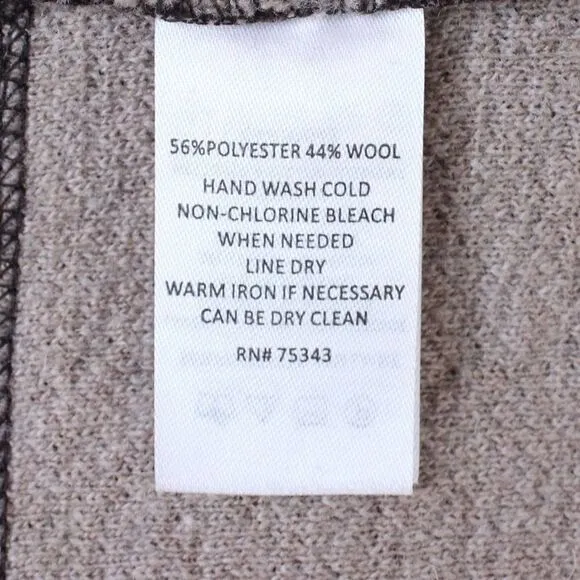 56%POLYESTER 44% WOOL
HAND WASH COLD
NON-CHLORINE BLEACH
WHEN NEEDED
LINE DRY
WARM IRON IF NECESSARY
CAN BE DRY CLEAN
RN# 75343